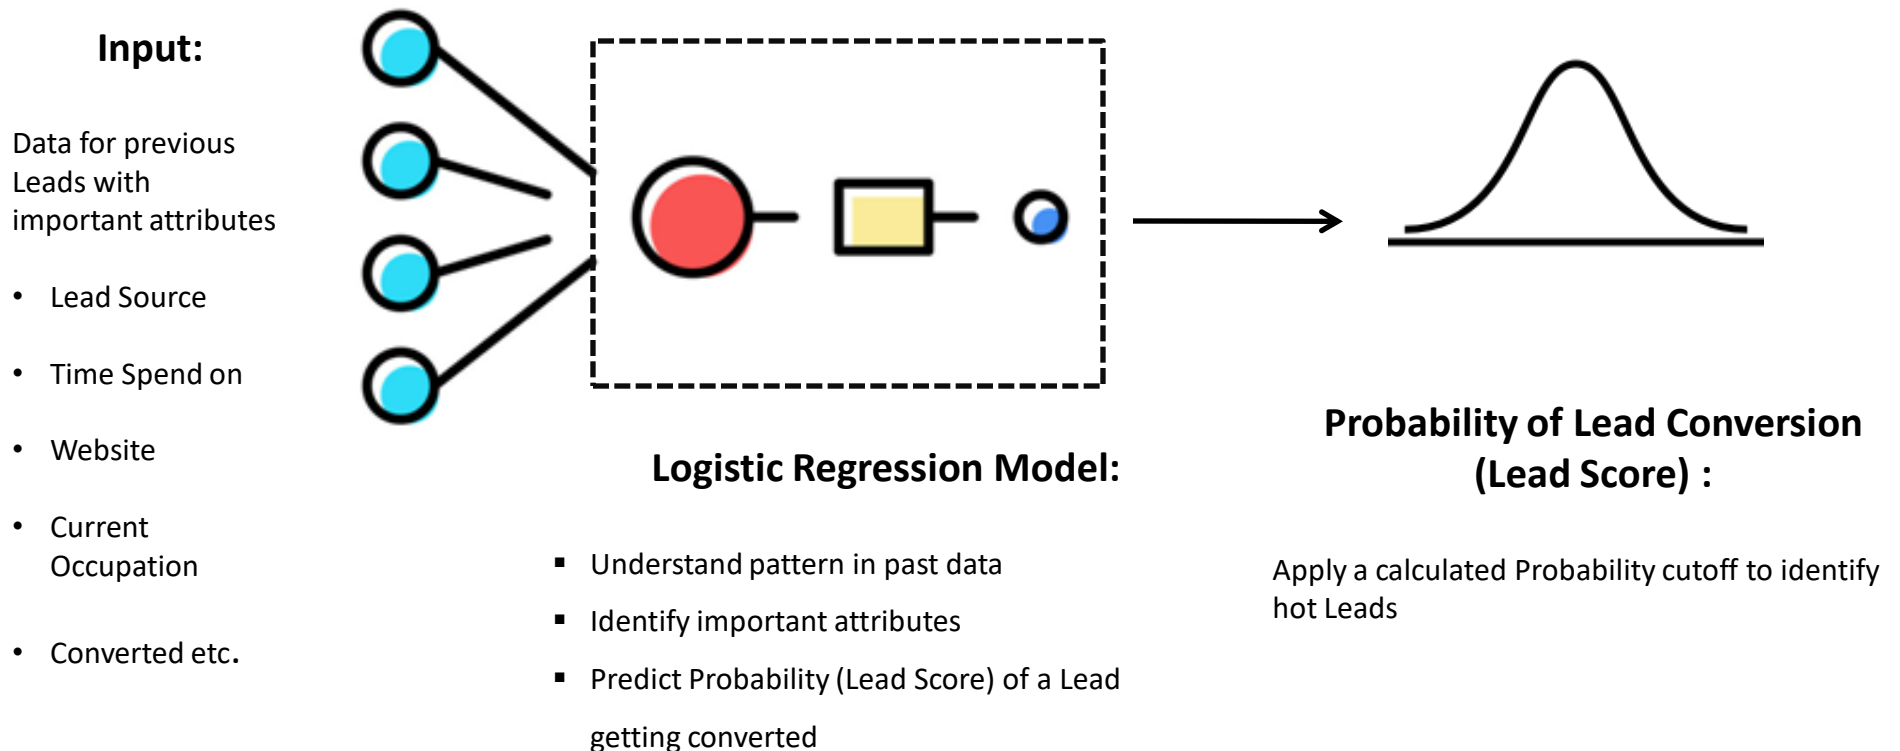 Input:
Data for previous
Leads with
important attributes
• Lead Source
• Time Spend on
• Website
• Current
Occupation
• Converted etc.
Logistic Regression Model:
▪ Understand pattern in past data
▪ Identify important attributes
▪ Predict Probability (Lead Score) of a Lead
getting converted
Probability of Lead Conversion
(Lead Score) :
Apply a calculated Probability cutoff to identify
hot Leads